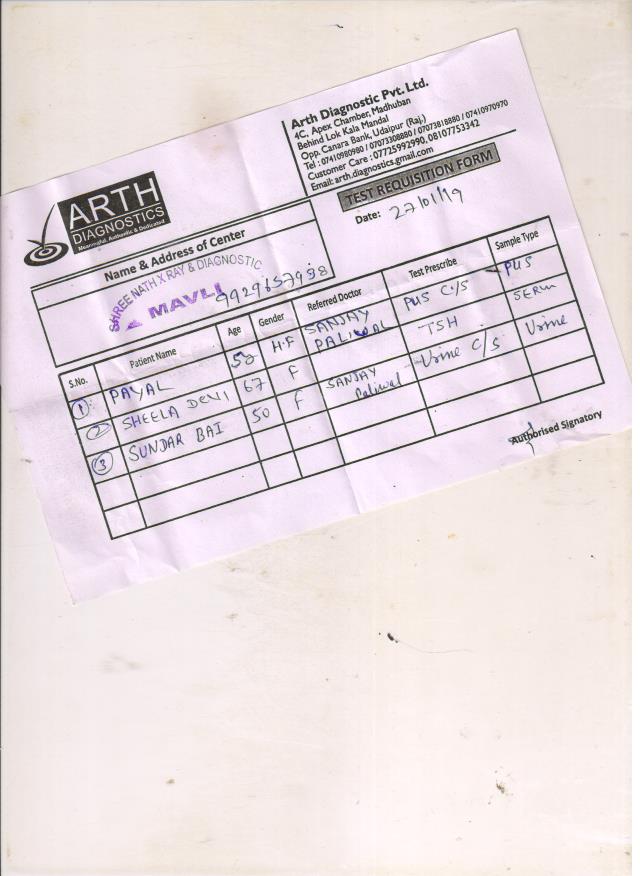 ARTH
DIAGNOSTICS
Meaningful, Authentic & Dedicated
Arth Diagnostic Pvt. Ltd.
4C, Apex Chamber, Madhuban
Behind Lok Kala Mandal
Opp. Canara Bank, Udaipur (Raj.)
Tel : 07410980980 / 07073308880 / 07073818880 / 07410970970
Customer Care : 07725992990, 08107753342
Email: arth.diagnostics.gmail.com
TEST REQUISITION FORM
Date: 27/01/19
Name & Address of Center
SHREE NATH X RAY & DIAGNOSTIC
MAVLI
9929657998
S.No. Patient Name Age Gender Referred Doctor Test Prescribe Sample Type
1 PAYAL 58 H.F SANJAY PALIWAL PUS C/S PUS
2 SHEELA DEVI 67 F TSH SERUM
3 SUNDAR BAI 50 F SANJAY Paliwal Urine C/S Urine
Authorised Signatory